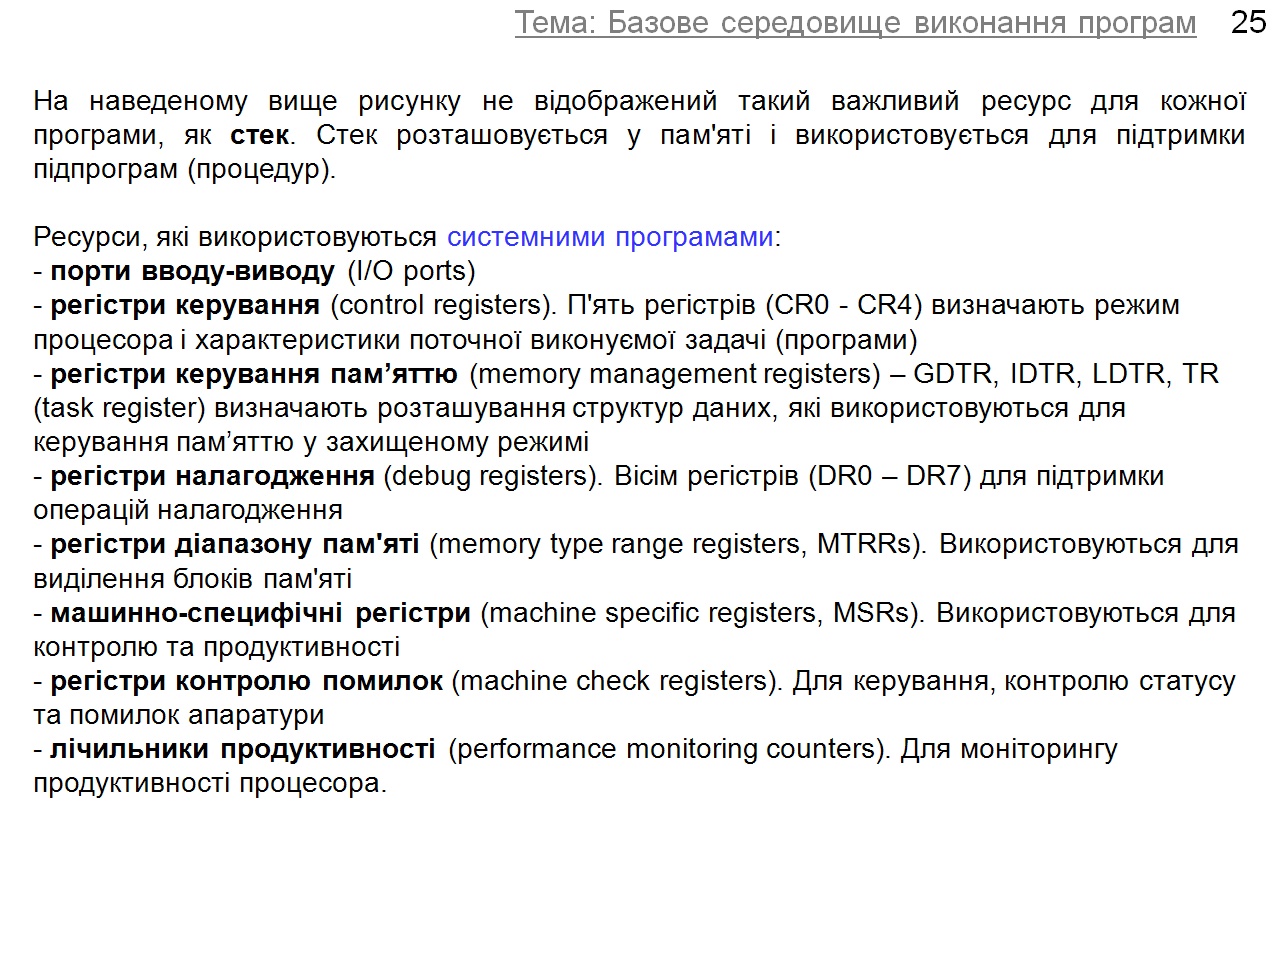 Тема: Базове середовище виконання програм 25
На наведеному вище рисунку не відображений такий важливий ресурс для кожної
програми, як стек. Стек розташовується у пам'яті і використовується для підтримки
підпрограм (процедур).
Ресурси, які використовуються системними програмами:
- порти вводу-виводу (I/O ports)
- регістри керування (control registers). П'ять регістрів (CR0 - CR4) визначають режим
процесора і характеристики поточної виконуємої задачі (програми)
- регістри керування пам’яттю (memory management registers) – GDTR, IDTR, LDTR, TR
(task register) визначають розташування структур даних, які використовуються для
керування пам’яттю у захищеному режимі
- регістри налагодження (debug registers). Вісім регістрів (DR0 – DR7) для підтримки
операцій налагодження
- регістри діапазону пам'яті (memory type range registers, MTRRs). Використовуються для
виділення блоків пам'яті
- машинно-специфічні регістри (machine specific registers, MSRs). Використовуються для
контролю та продуктивності
- регістри контролю помилок (machine check registers). Для керування, контролю статусу
та помилок апаратури
- лічильники продуктивності (performance monitoring counters). Для моніторингу
продуктивності процесора.